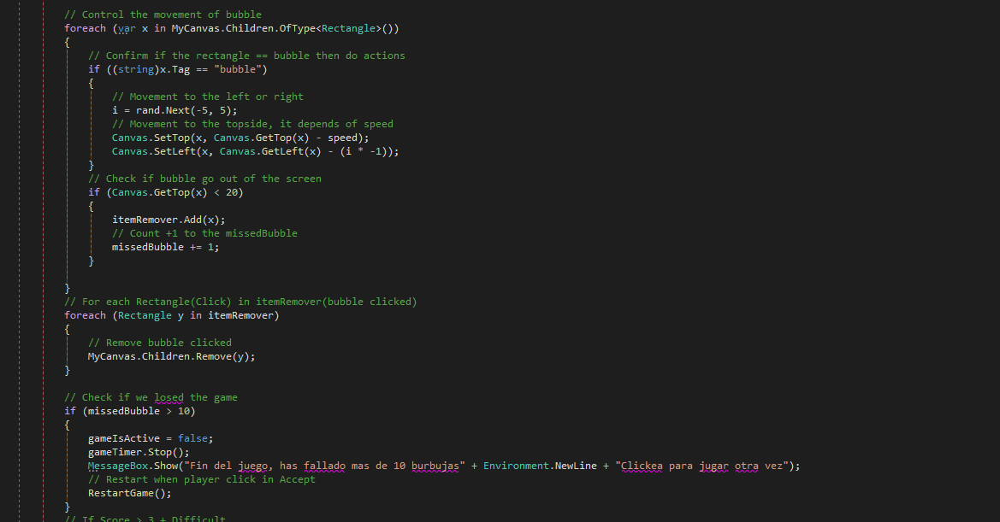 // Control the movement of bubble
foreach (var x in MyCanvas.Children.OfType<Rectangle>())
{
// Confirm if the rectangle == bubble then do actions
if ((string)x.Tag == "bubble")
{
// Movement to the left or right
i = rand.Next(-5, 5);
// Movement to the topside, it depends of speed
Canvas.SetTop(x, Canvas.GetTop(x) - speed);
Canvas.SetLeft(x, Canvas.GetLeft(x) - (i * -1));
}
// Check if bubble go out of the screen
if (Canvas.GetTop(x) < 20)
{
itemRemover.Add(x);
// Count +1 to the missedBubble
missedBubble += 1;
}
}
// For each Rectangle(Click) in itemRemover(bubble clicked)
foreach (Rectangle y in itemRemover)
{
// Remove bubble clicked
MyCanvas.Children.Remove(y);
}
// Check if we losed the game
if (missedBubble > 10)
{
gameIsActive = false;
gameTimer.Stop();
MessageBox.Show("Fin del juego, has fallado mas de 10 burbujas" + Environment.NewLine + "Clickea para jugar otra vez");
// Restart when player click in Accept
RestartGame();
}
// If Score > 3 + Difficult